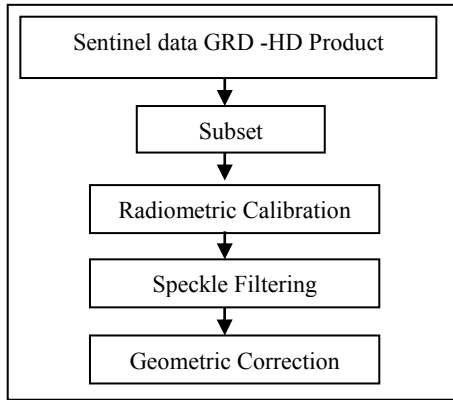 Sentinel data GRD -HD Product
Subset
Radiometric Calibration
Speckle Filtering
Geometric Correction